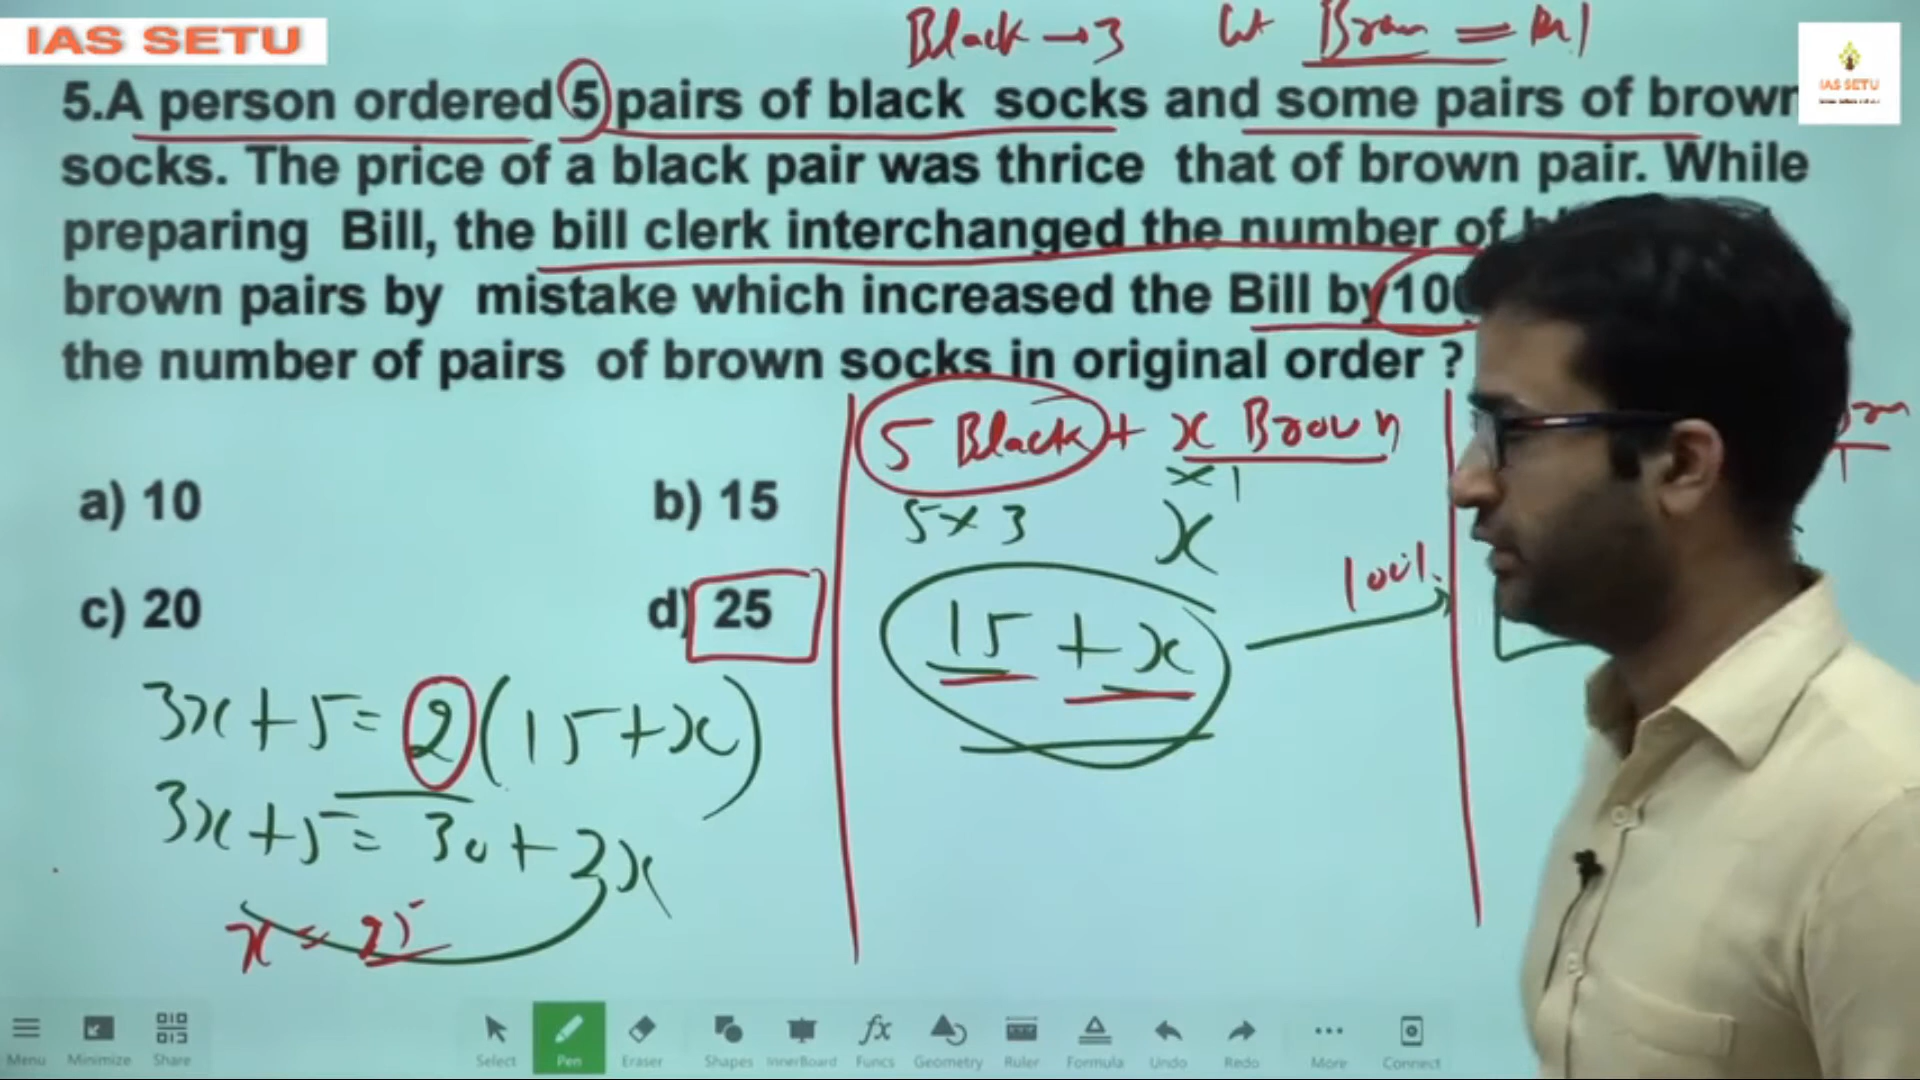 IAS SETU
Black → 3 let Brown = Rs 1
IAS SETU
5.A person ordered 5 pairs of black socks and some pairs of brown
socks. The price of a black pair was thrice that of brown pair. While
preparing Bill, the bill clerk interchanged the number of
brown pairs by mistake which increased the Bill by 100
the number of pairs of brown socks in original order ?
5 Black + x Brown
x 1
a) 10 b) 15
5 x 3 x
c) 20 d) 25
15 + x 100%
3x + 5 = 2 (15 + x)
3x + 5 = 30 + 2x
x = 25
Menu Minimize Share Select Pen Eraser Shapes InnerBoard Funcs Geometry Ruler Formula Undo Redo More Connect